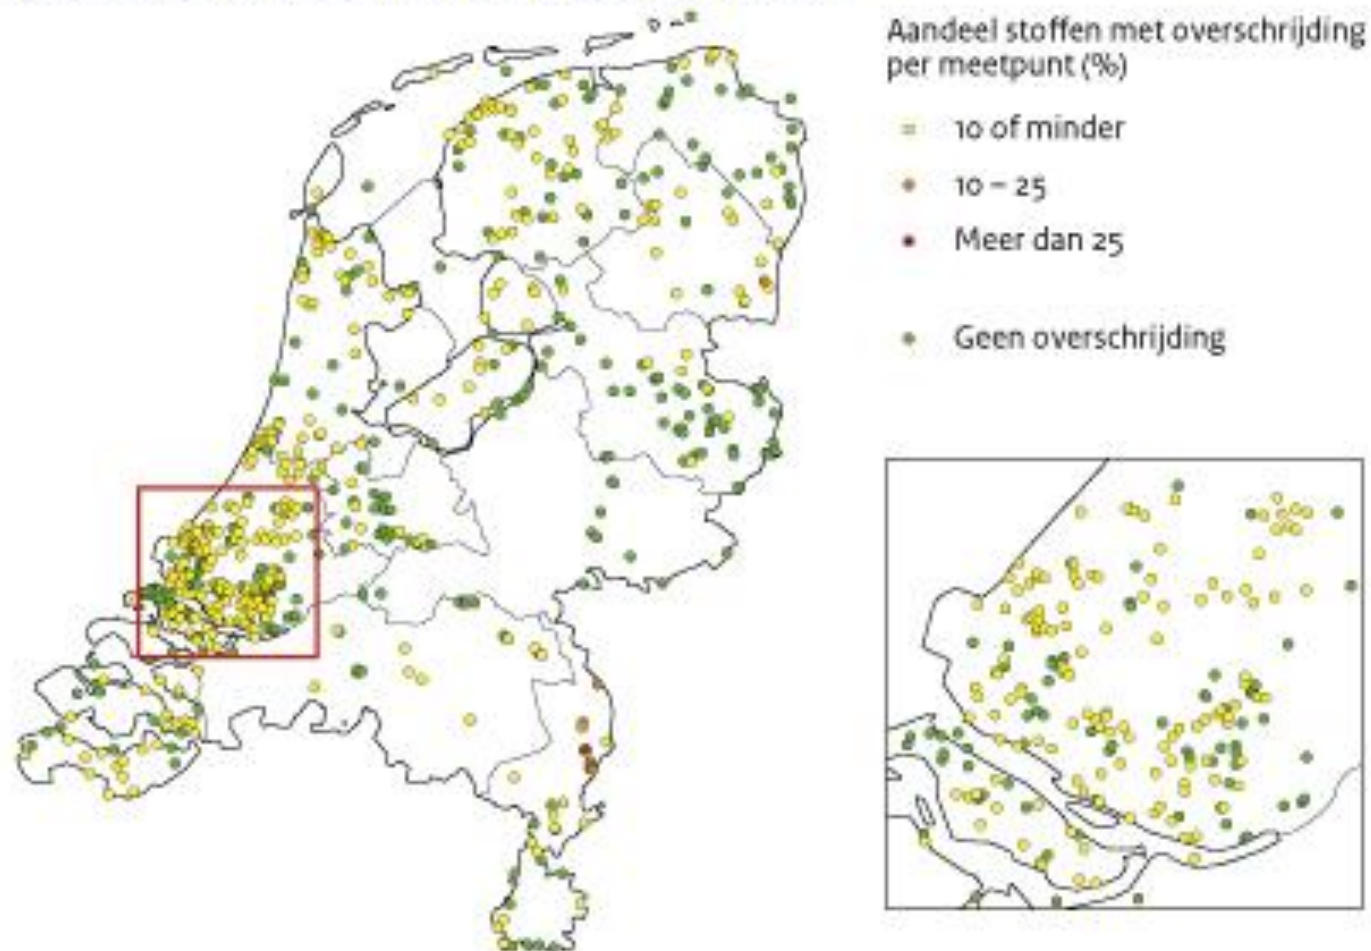 Aandeel stoffen met overschrijding
per meetpunt (%)
10 of minder
10 – 25
Meer dan 25
Geen overschrijding